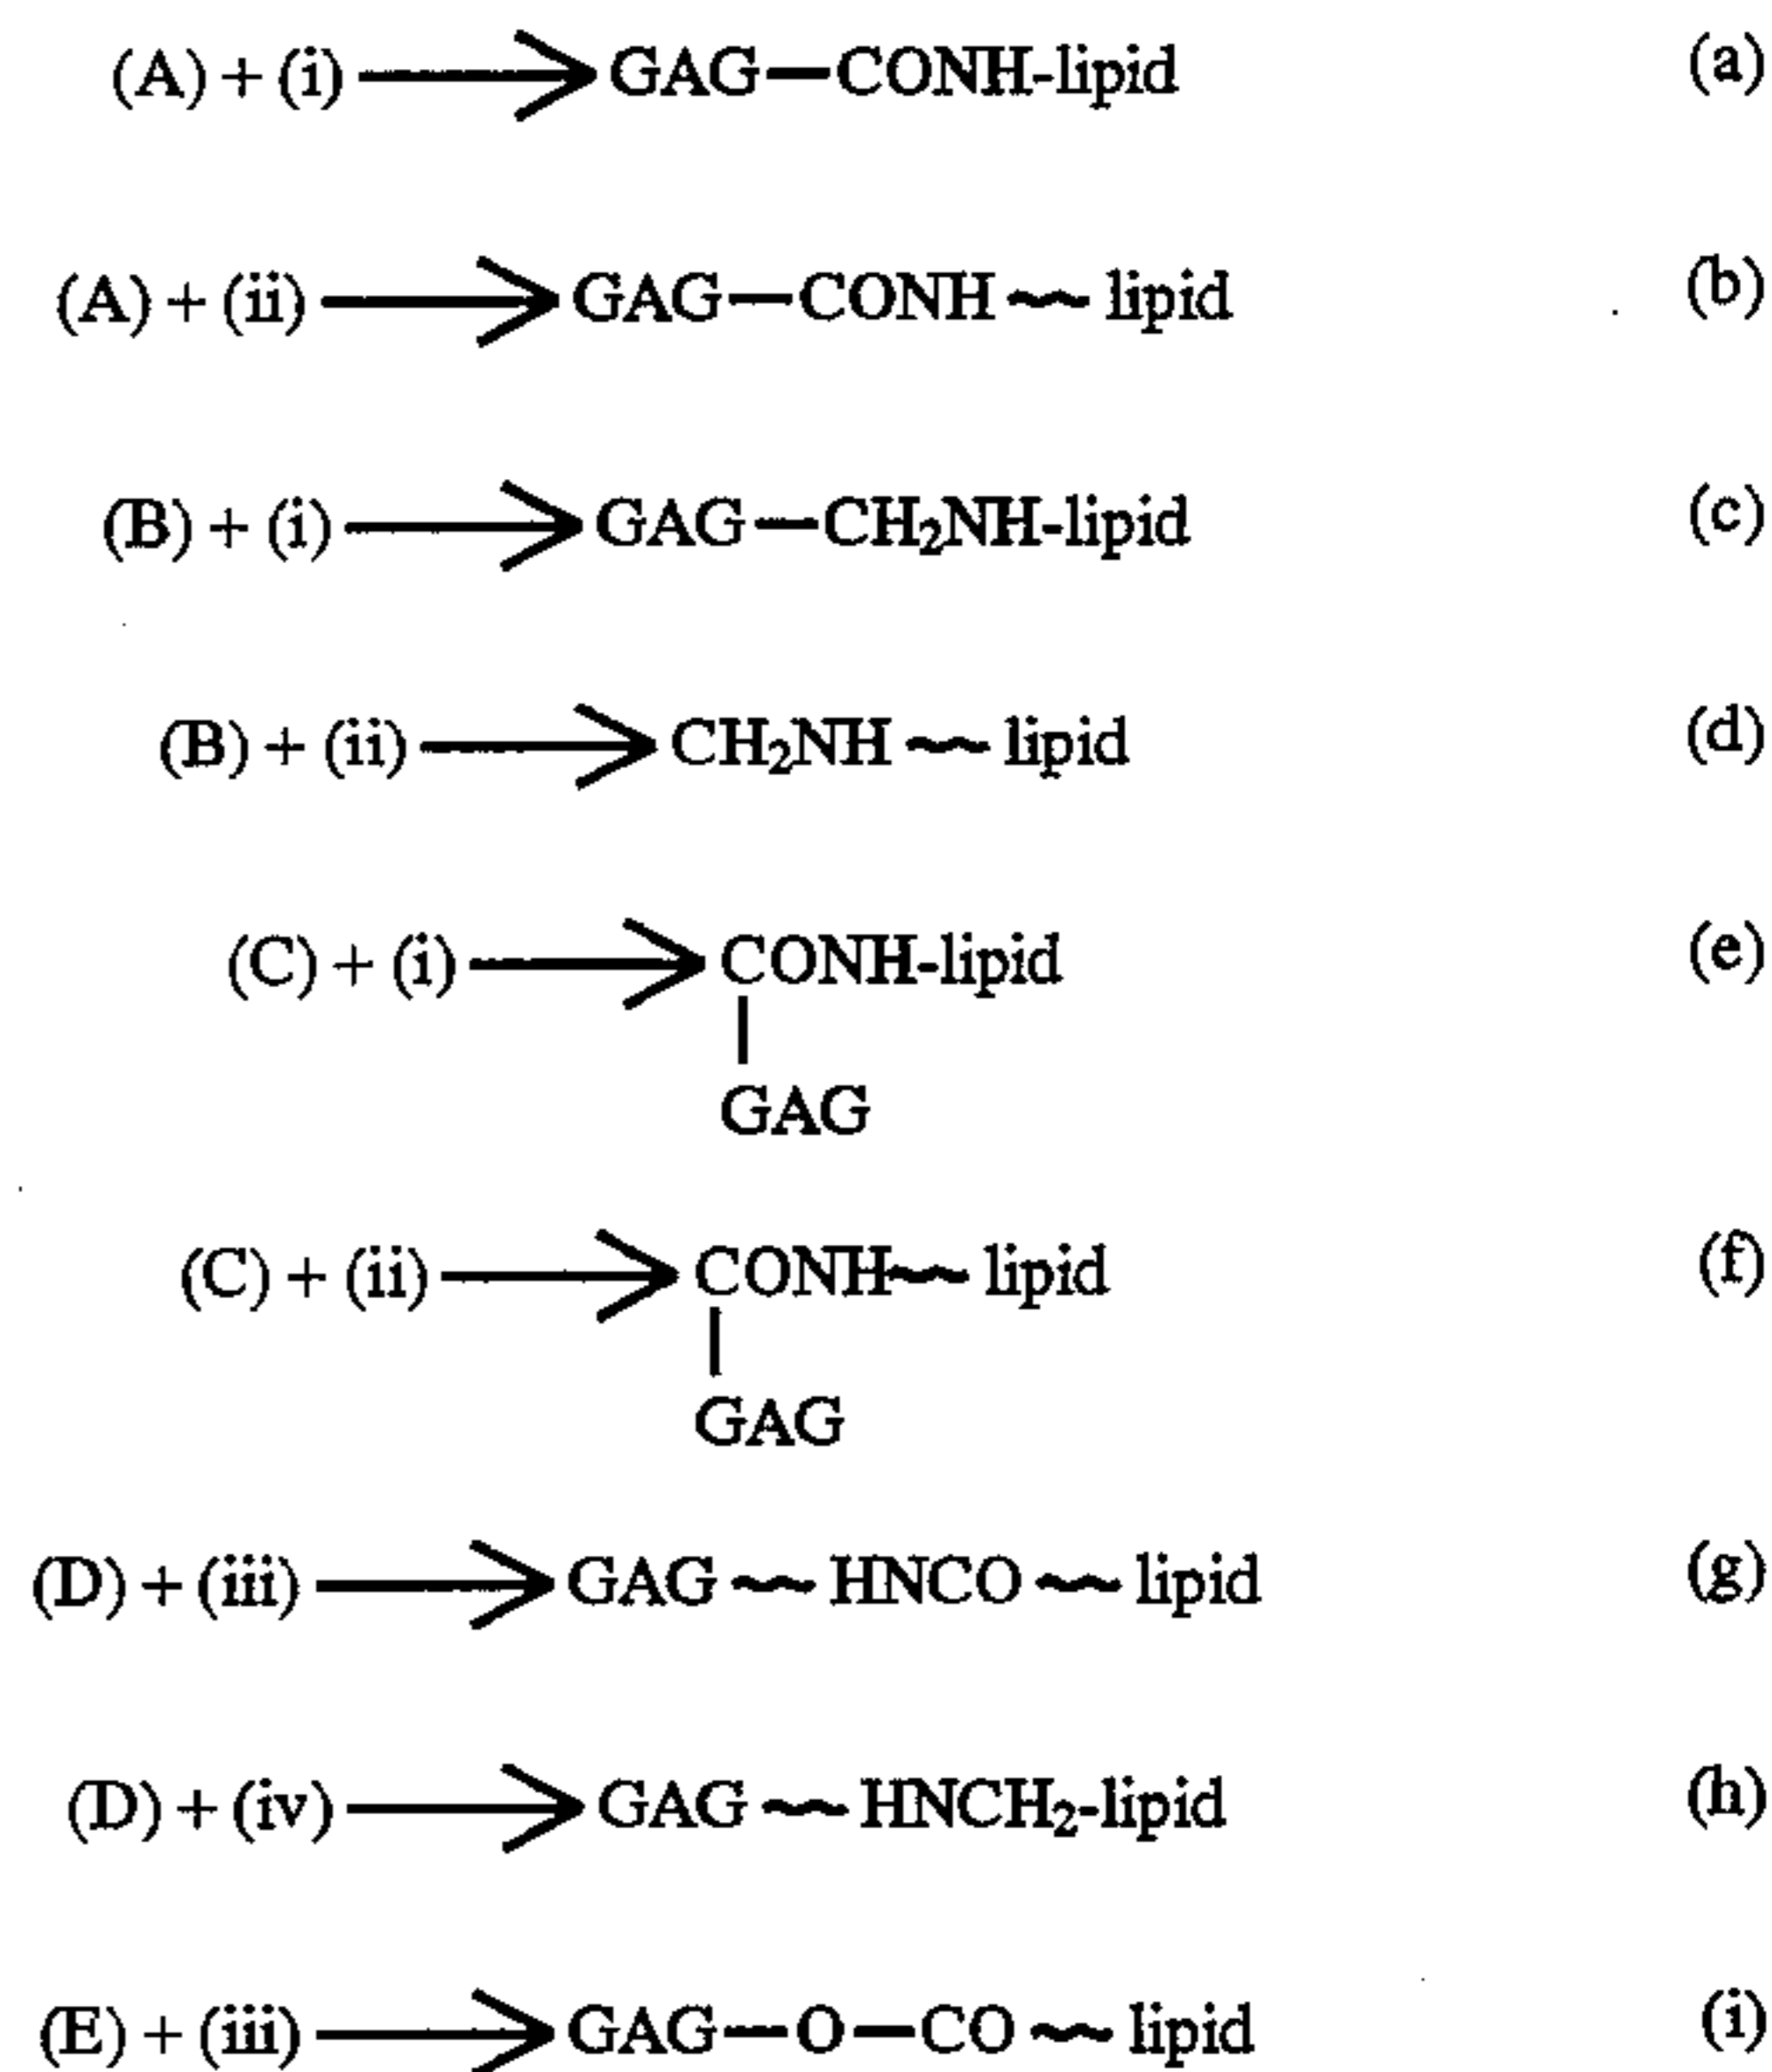 (A) + (i) ⟶ GAG—CONH-lipid (a)
(A) + (ii) ⟶ GAG—CONH ~ lipid (b)
(B) + (i) ⟶ GAG—CH₂NH-lipid (c)
(B) + (ii) ⟶ CH₂NH ~ lipid (d)
(C) + (i) ⟶ CONH-lipid (e)
GAG
(C) + (ii) ⟶ CONH ~ lipid (f)
GAG
(D) + (iii) ⟶ GAG ~ HNCO ~ lipid (g)
(D) + (iv) ⟶ GAG ~ HNCH₂-lipid (h)
(E) + (iii) ⟶ GAG—O—CO ~ lipid (i)